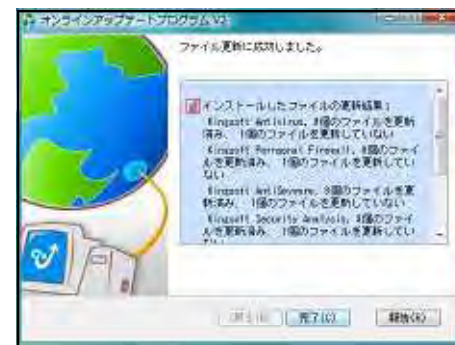 オンラインアップデートプログラム V3
ファイル更新に成功しました。
インストールしたファイルの更新結果:
Kingsoft Antivirus, 8個のファイルを更新
済み、1個のファイルを更新していない
Kingsoft Personal Firewall, 8個のファイ
ルを更新済み、1個のファイルを更新してい
ない
Kingsoft AntiSpyware, 8個のファイルを更
新済み、1個のファイルを更新していない
Kingsoft Security Analysis, 8個のファイ
ルを更新済み、1個のファイルを更新してい
完了(C)
報告(R)